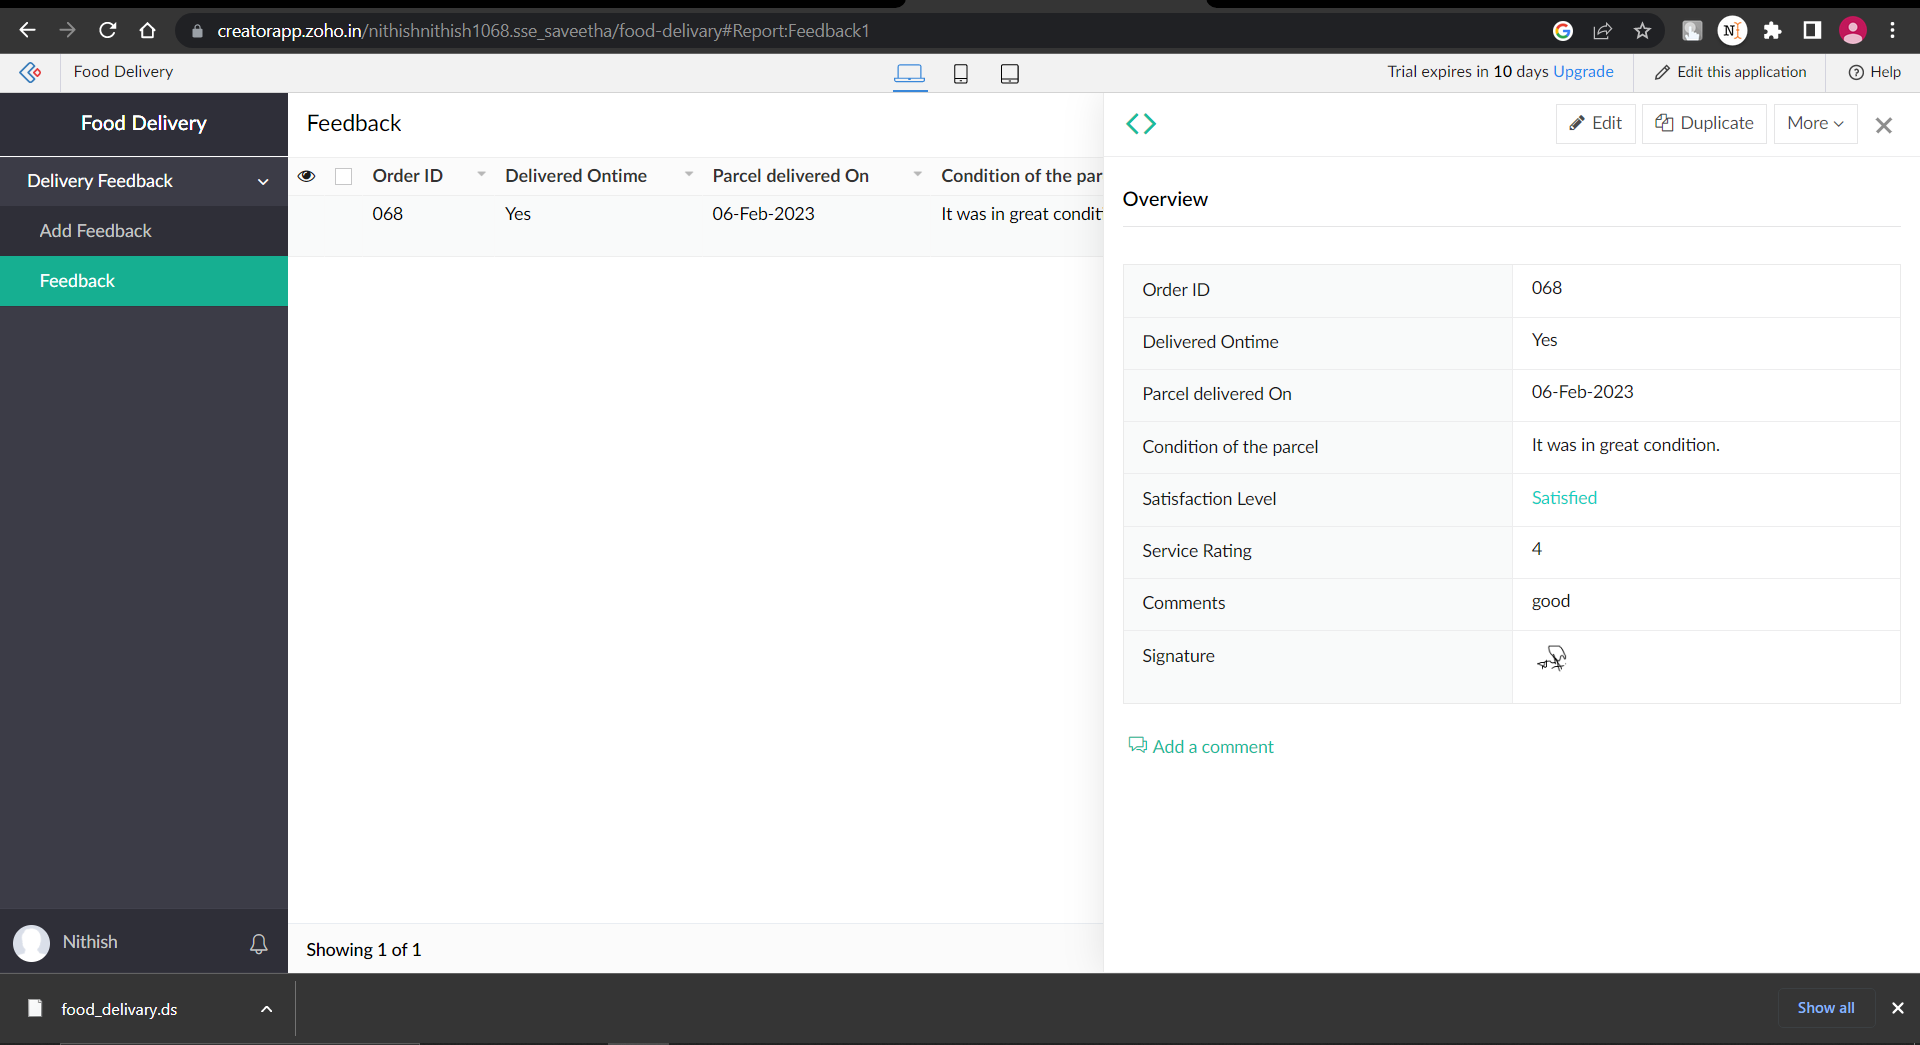 creatorapp.zoho.in/nithishnithish1068.sse_saveetha/food-delivary#Report:Feedback1
Food Delivery
Trial expires in 10 days Upgrade
Edit this application
Help
Food Delivery
Delivery Feedback
Add Feedback
Feedback
Nithish
Feedback
Order ID Delivered Ontime Parcel delivered On Condition of the par
068 Yes 06-Feb-2023 It was in great condit
Showing 1 of 1
Edit
Duplicate
More
Overview
Order ID 068
Delivered Ontime Yes
Parcel delivered On 06-Feb-2023
Condition of the parcel It was in great condition.
Satisfaction Level Satisfied
Service Rating 4
Comments good
Signature
Add a comment
food_delivary.ds
Show all